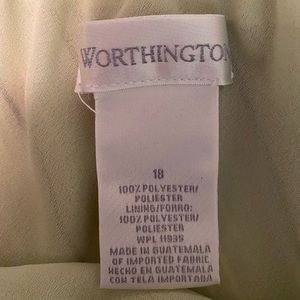 WORTHINGTON
18
100% POLYESTER/
POLIESTER
LINING/FORRO:
100% POLYESTER/
POLIESTER
WPL 11935
MADE IN GUATEMALA
OF IMPORTED FABRIC
HECHO EN GUATEMALA
CON TELA IMPORTADA